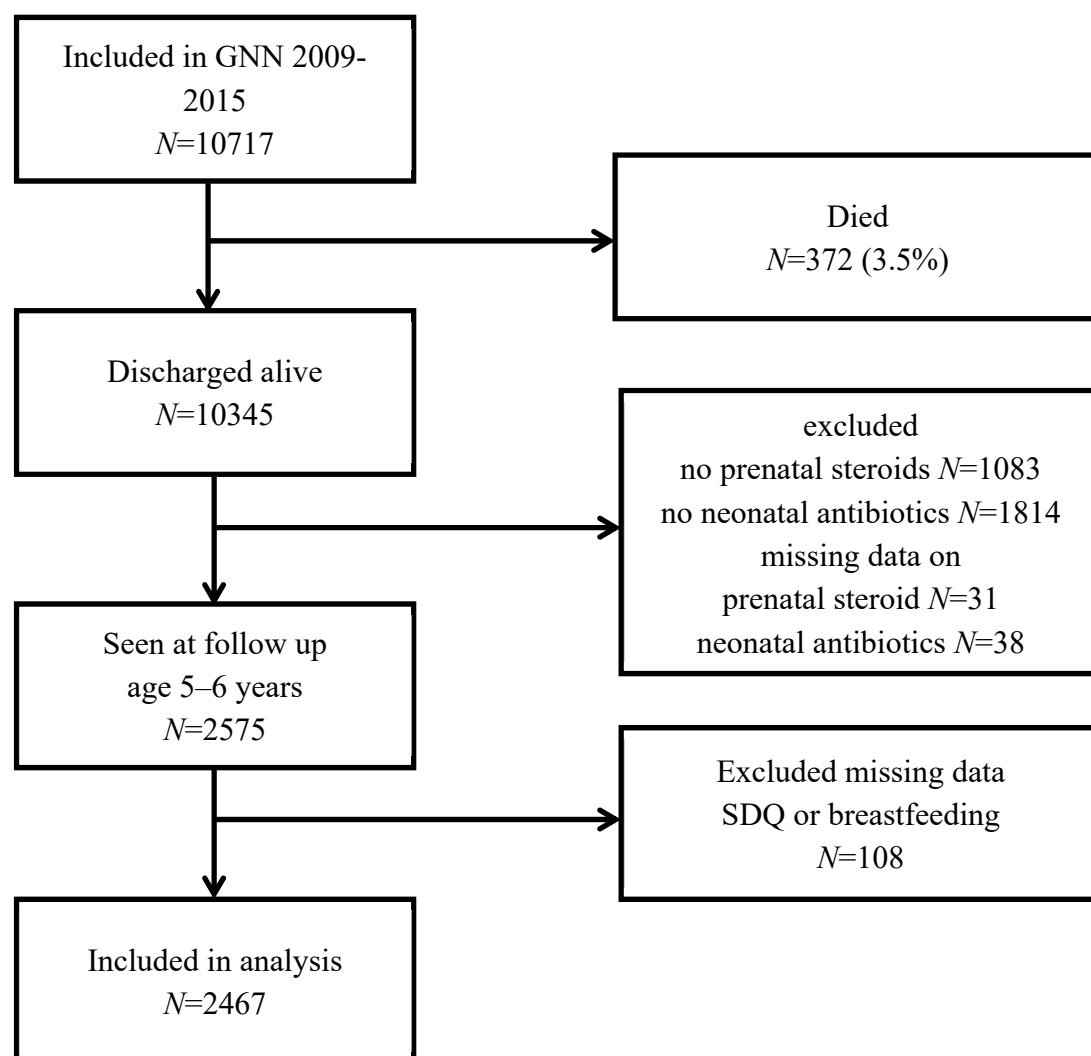 Included in GNN 2009-
2015
N=10717
Died
N=372 (3.5%)
Discharged alive
N=10345
excluded
no prenatal steroids N=1083
no neonatal antibiotics N=1814
missing data on
prenatal steroid N=31
neonatal antibiotics N=38
Seen at follow up
age 5–6 years
N=2575
Excluded missing data
SDQ or breastfeeding
N=108
Included in analysis
N=2467